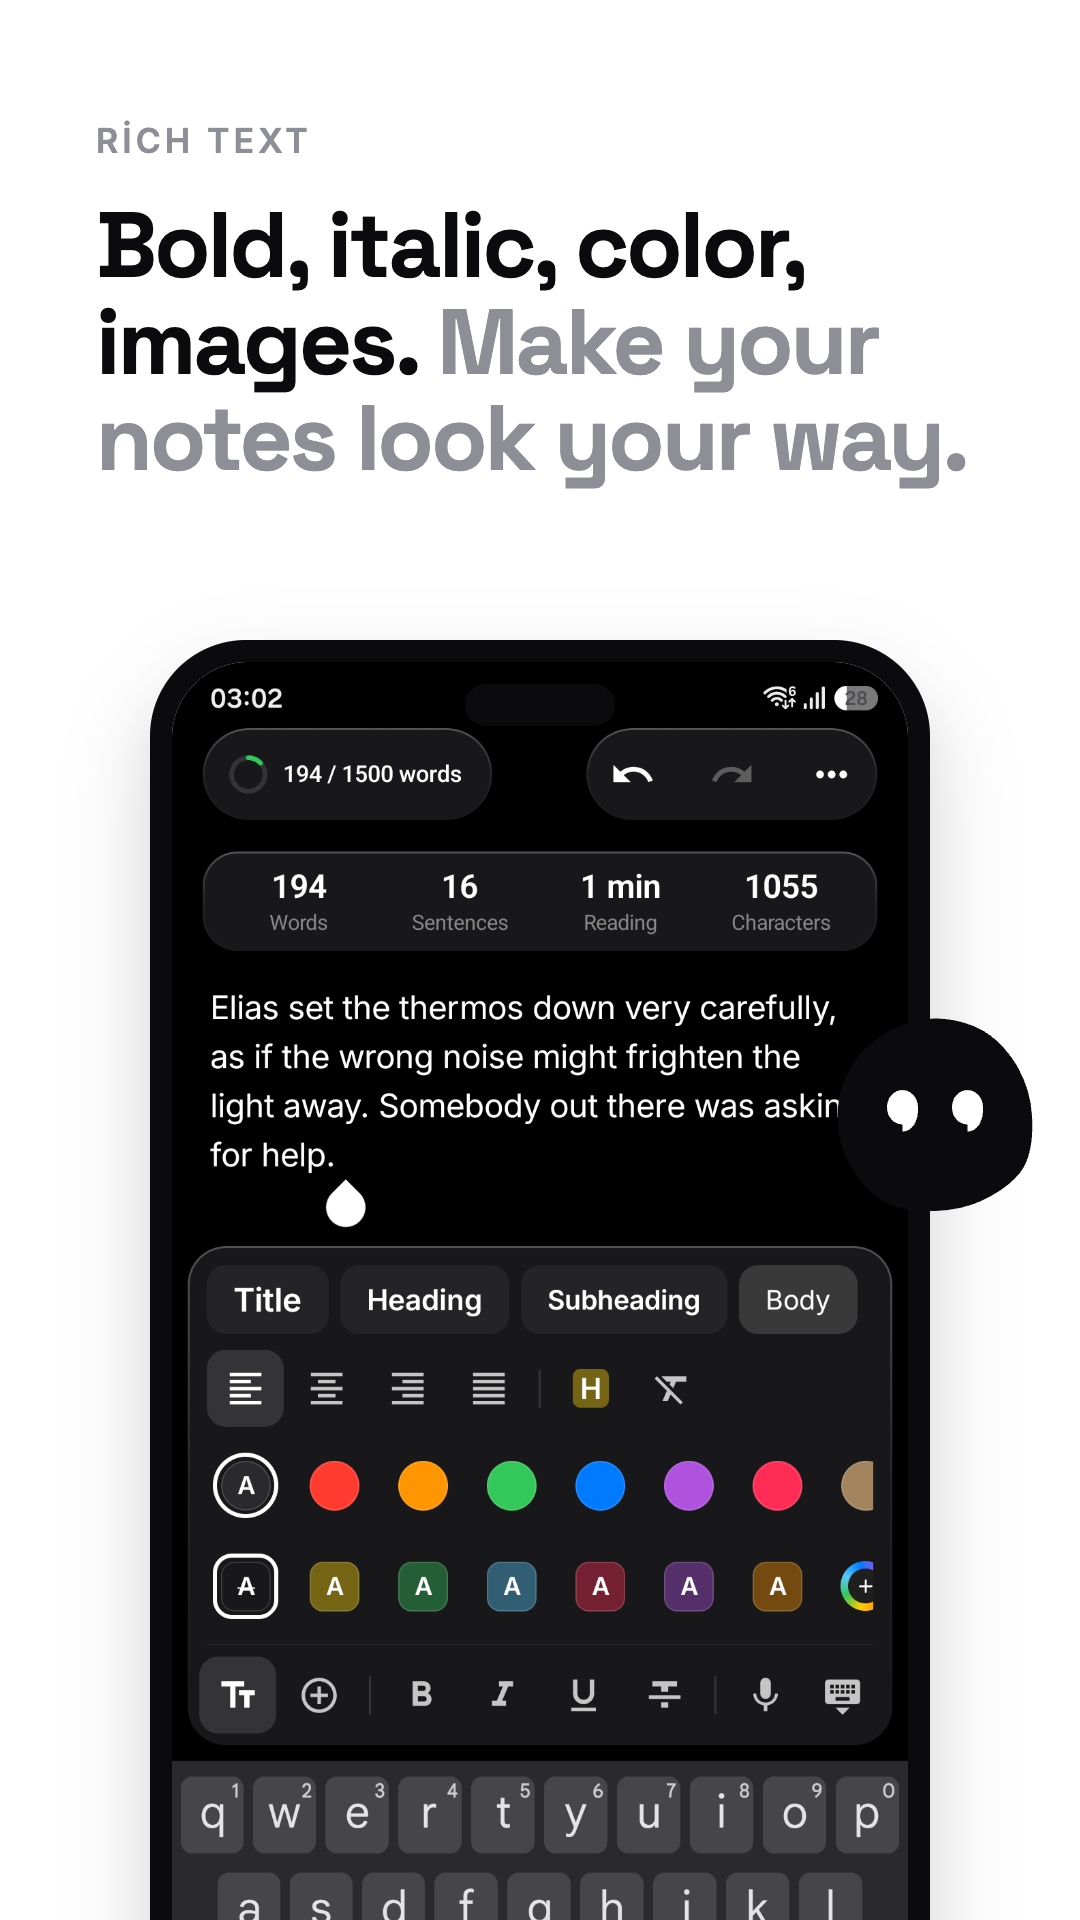 RİCH TEXT
Bold, italic, color,
images. Make your
notes look your way.
03:02
6
28
194 / 1500 words
194
16
1 min
1055
Words
Sentences
Reading
Characters
Elias set the thermos down very carefully,
as if the wrong noise might frighten the
light away. Somebody out there was askin
for help.
Title
Heading
Subheading
Body
H
A
A A A A A A A
Tт
B I U S
1 2 3 4 5 6 7 8 9 0
q w e r t y u i o p
a s d f g h j k l